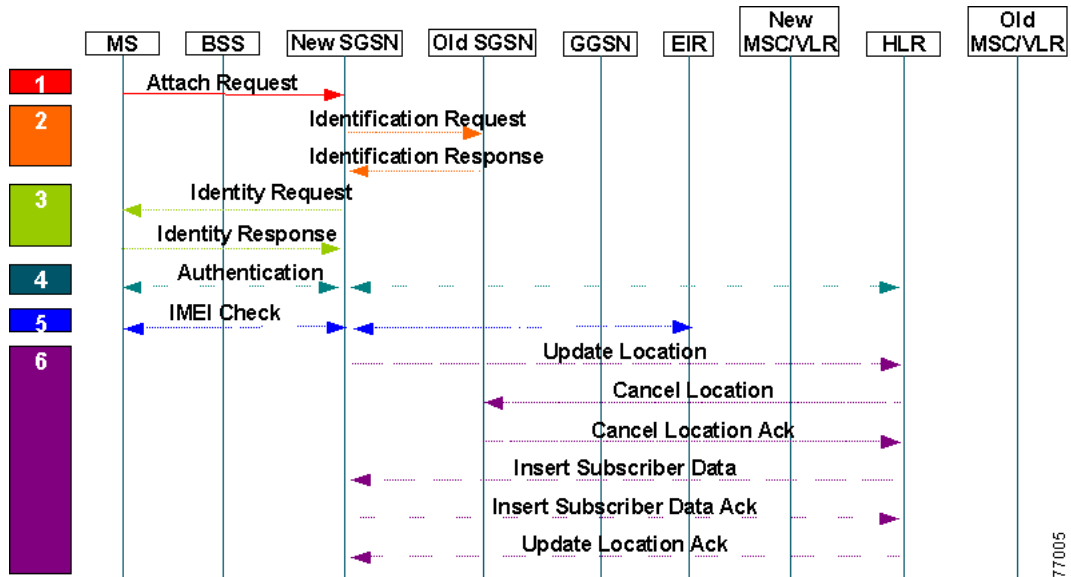 New
MSC/VLR
Old
MSC/VLR
MS
BSS
New SGSN
Old SGSN
GGSN
EIR
HLR
1
Attach Request
2
Identification Request
Identification Response
3
Identity Request
Identity Response
4
Authentication
5
IMEI Check
6
Update Location
Cancel Location
Cancel Location Ack
Insert Subscriber Data
Insert Subscriber Data Ack
Update Location Ack
77005